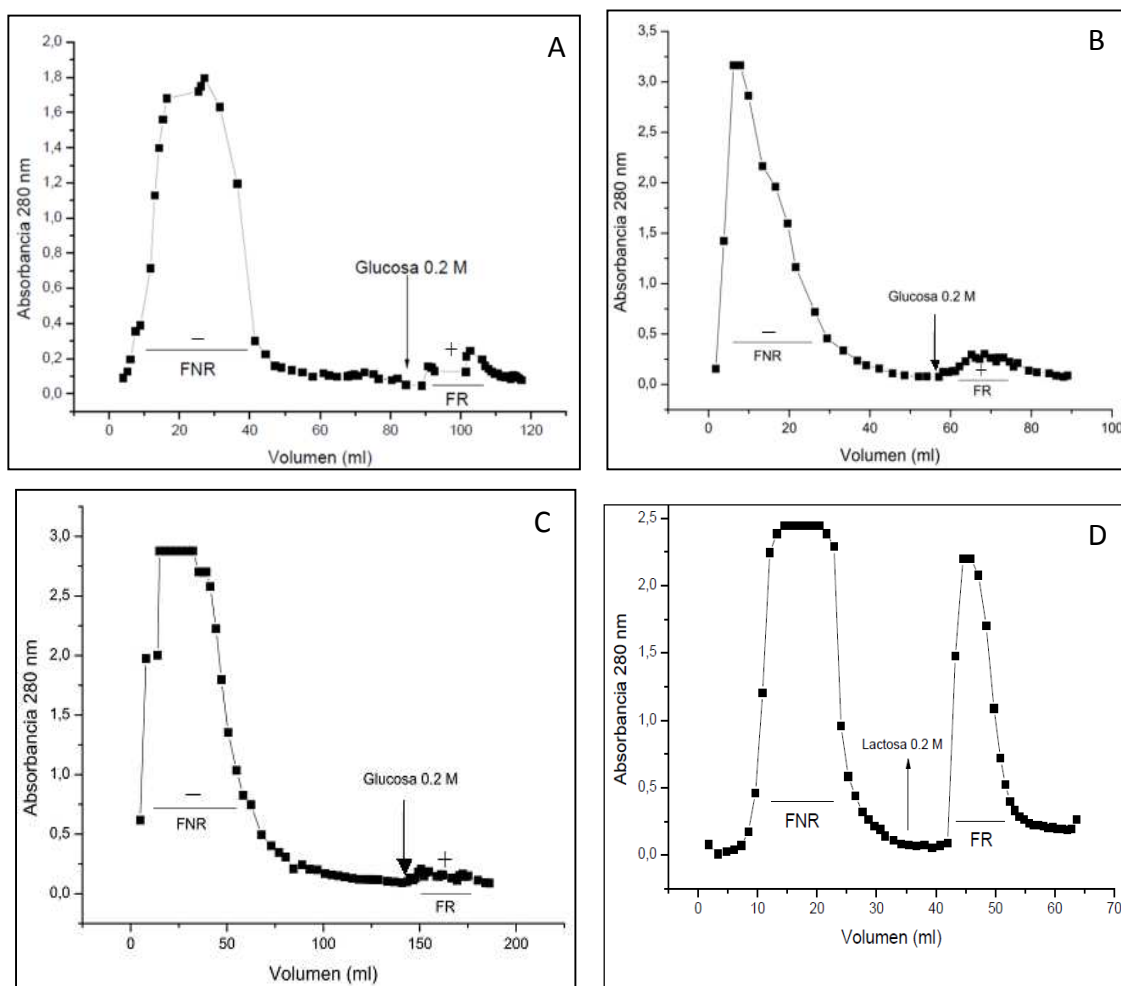 A
Absorbancia 280 nm
2,0
1,8
1,6
1,4
1,2
1,0
0,8
0,6
0,4
0,2
0,0
Glucosa 0.2 M
−
FNR
+
FR
0 20 40 60 80 100 120
Volumen (ml)
B
Absorbancia 280 nm
3,5
3,0
2,5
2,0
1,5
1,0
0,5
0,0
Glucosa 0.2 M
−
FNR
+
FR
0 20 40 60 80 100
Volumen (ml)
C
Absorbancia 280 nm
3,0
2,5
2,0
1,5
1,0
0,5
0,0
Glucosa 0.2 M
−
FNR
+
FR
0 50 100 150 200
Volumen (ml)
D
Absorbancia 280 nm
2,5
2,0
1,5
1,0
0,5
0,0
Lactosa 0.2 M
FNR
FR
0 10 20 30 40 50 60 70
Volumen (ml)